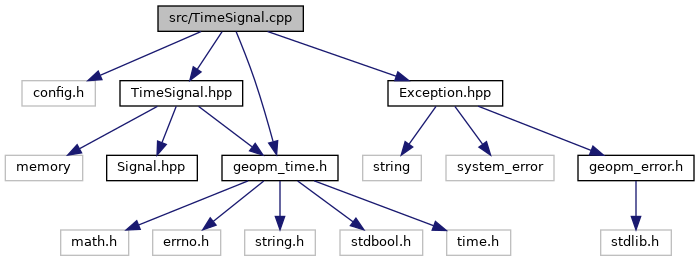 src/TimeSignal.cpp
config.h
TimeSignal.hpp
Exception.hpp
memory
Signal.hpp
geopm_time.h
string
system_error
geopm_error.h
math.h
errno.h
string.h
stdbool.h
time.h
stdlib.h